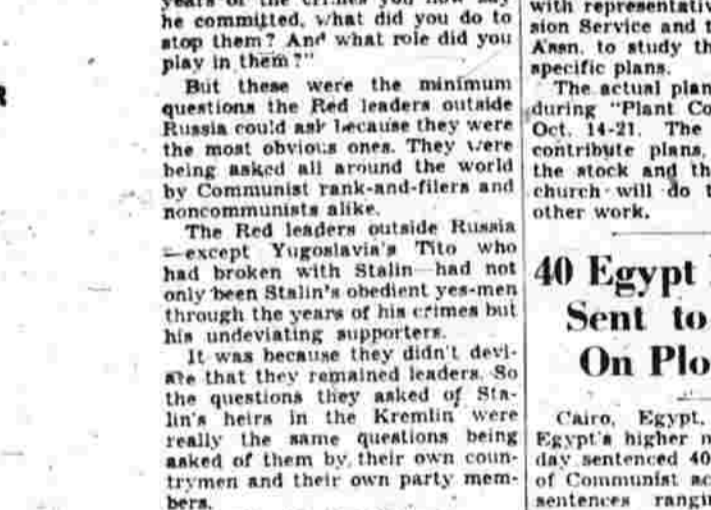 he committed, what did you do to
stop them? And what role did you
play in them?"
But these were the minimum
questions the Red leaders outside
Russia could ask because they were
the most obvious ones. They were
being asked all around the world
by Communist rank-and-filers and
noncommunists alike.
The Red leaders outside Russia
—except Yugoslavia's Tito who
had broken with Stalin—had not
only been Stalin's obedient yes-men
through the years of his crimes but
his undeviating supporters.
It was because they didn't devi-
ate that they remained leaders. So
the questions they asked of Sta-
lin's heirs in the Kremlin were
really the same questions being
asked of them by their own coun-
trymen and their own party mem-
bers.
with
sion Service and
Assn. to study
specific plans.
The actual
during "Plant
Oct. 14-21. The
contribute plans,
the stock and
church will do
other work.
40 Egypt
Sent to
On
Cairo, Egypt,
Egypt's higher
day sentenced 40
of Communist
sentences